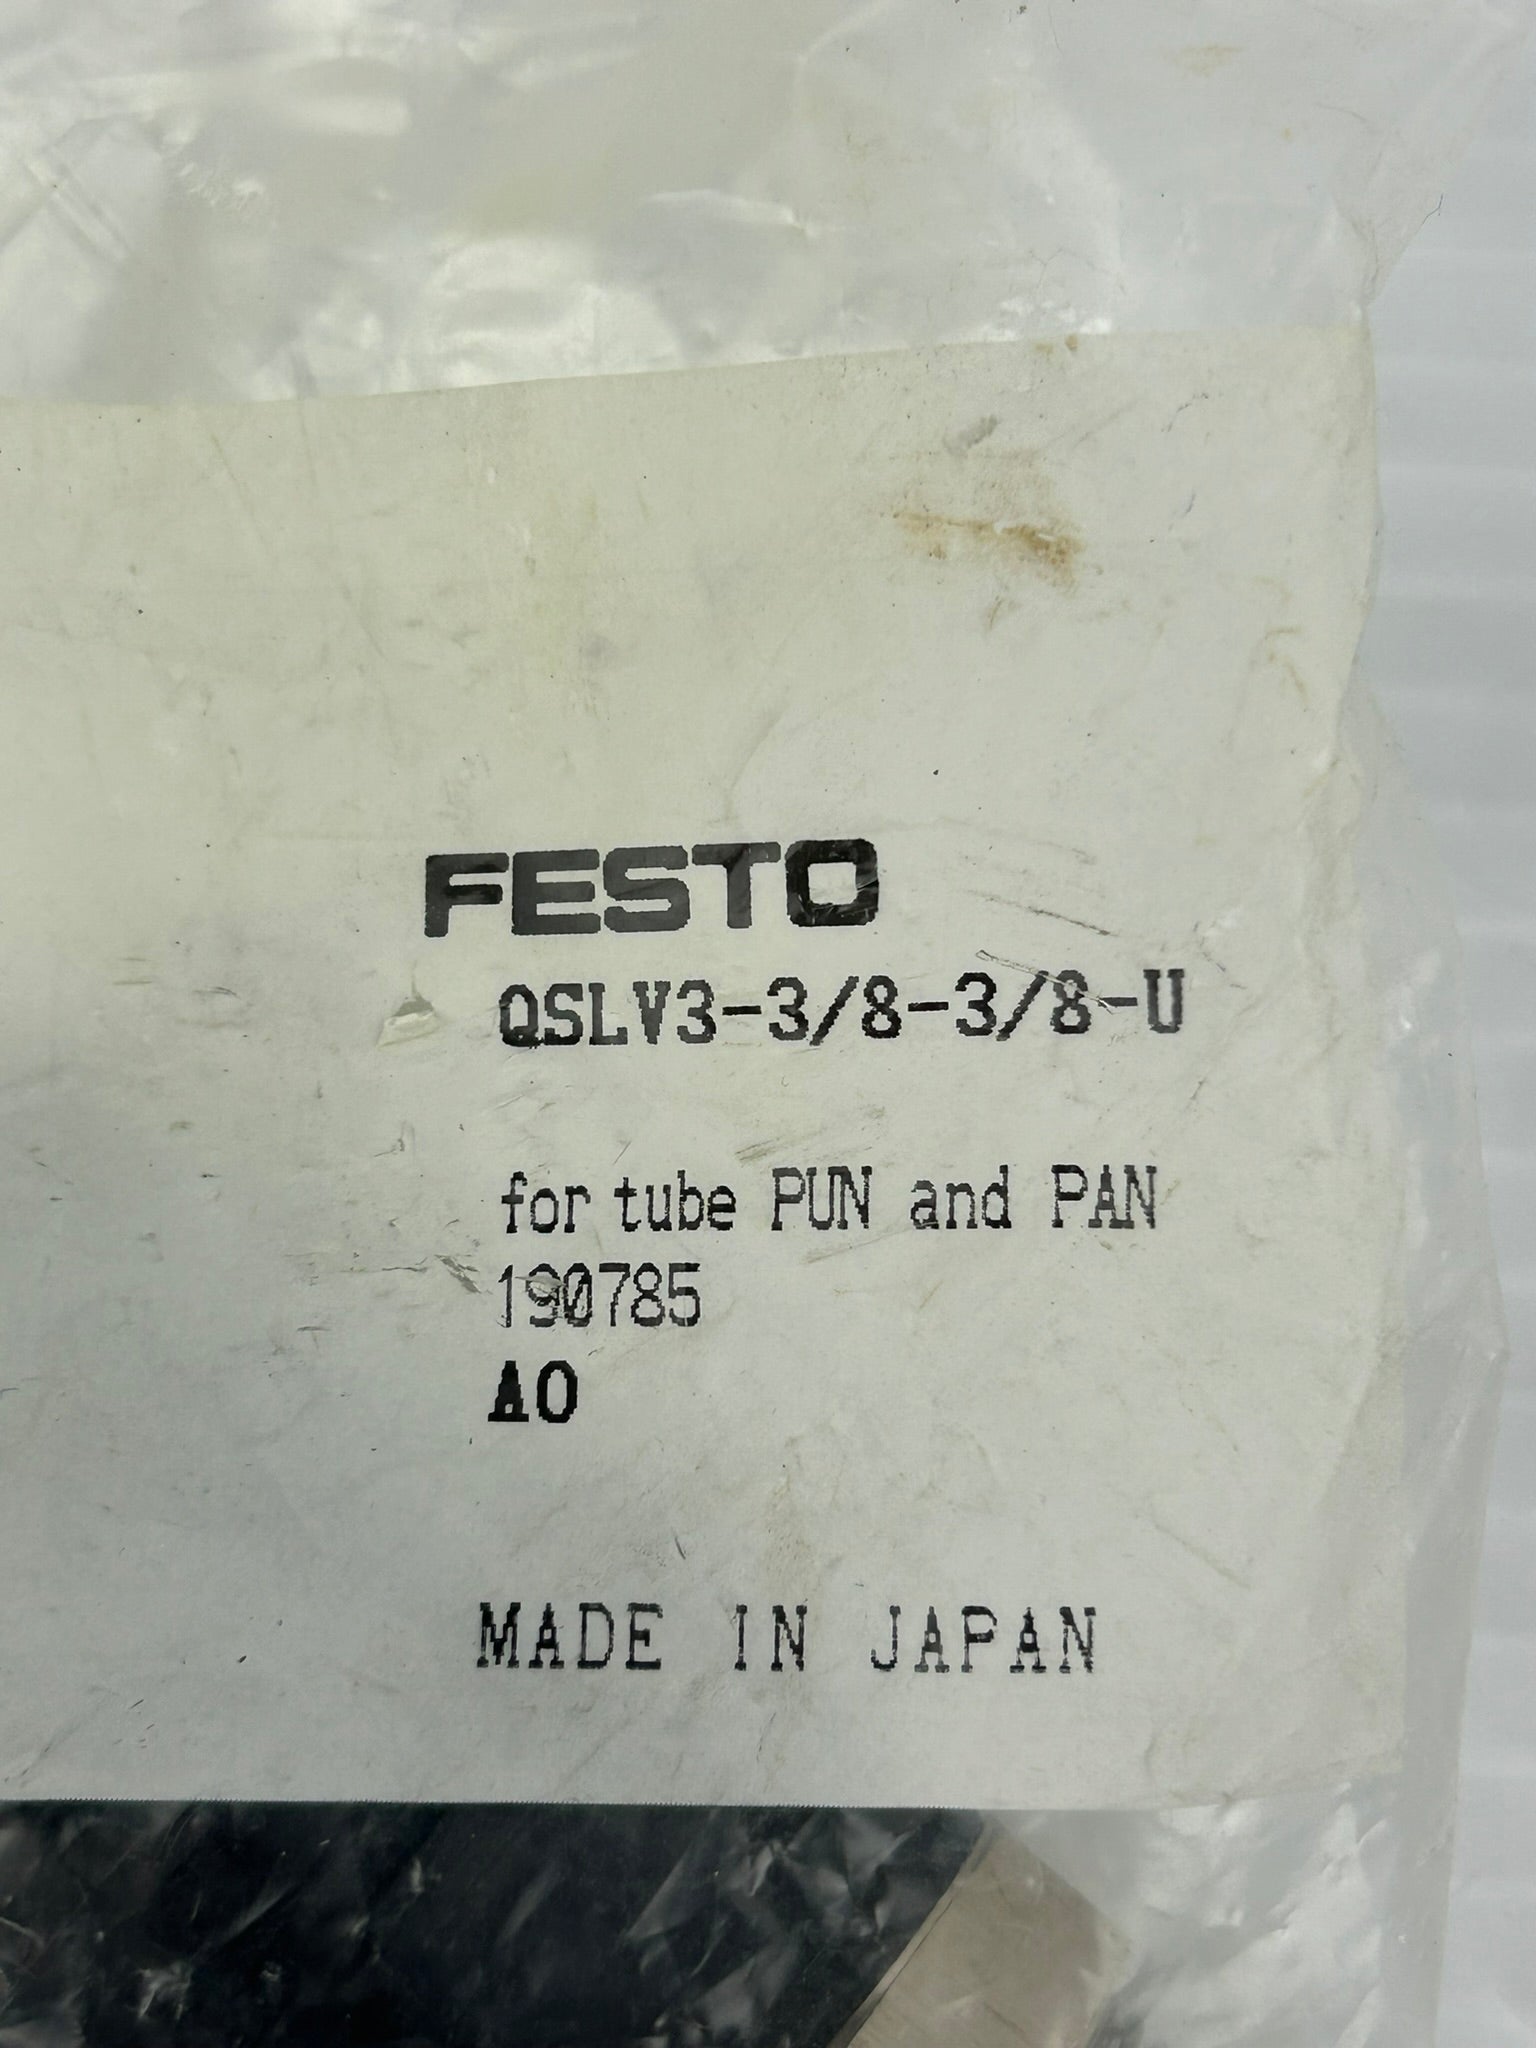 FESTO
QSLV3-3/8-3/8-U
for tube PUN and PAN
190785
A0
MADE IN JAPAN